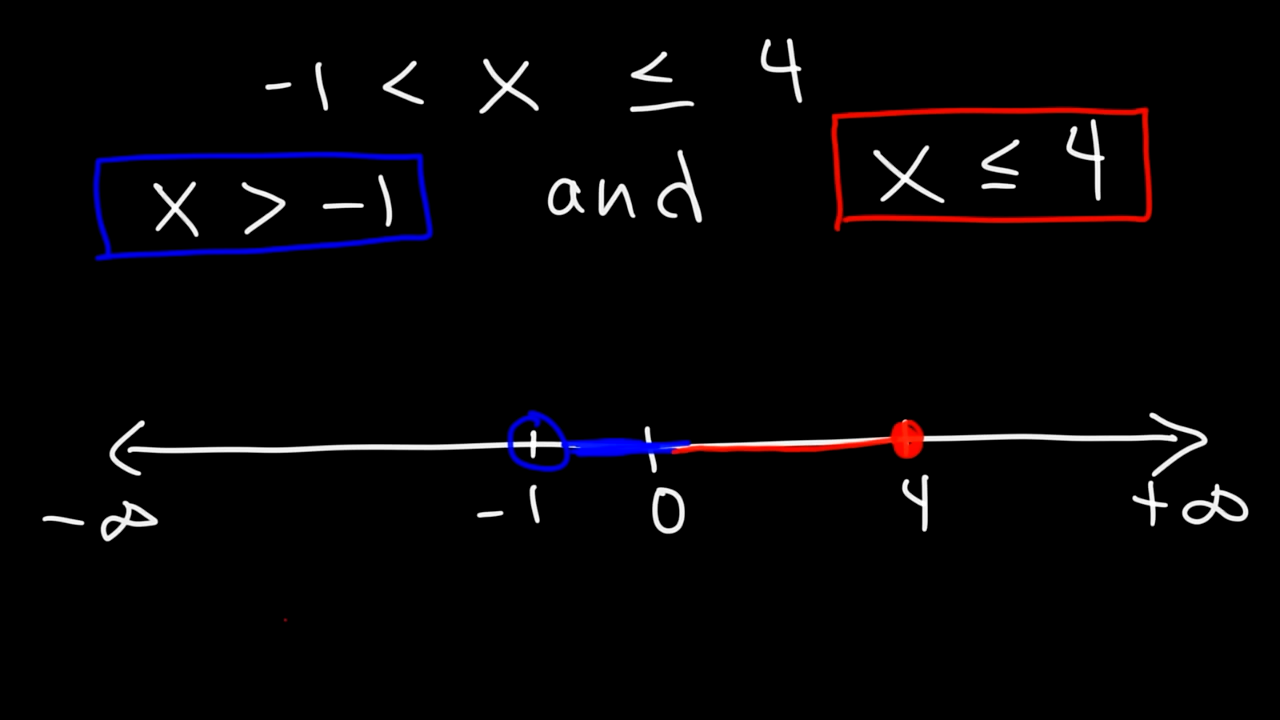 -1 < x ≤ 4
x > -1 and x ≤ 4
-∞ -1 0 4 +∞